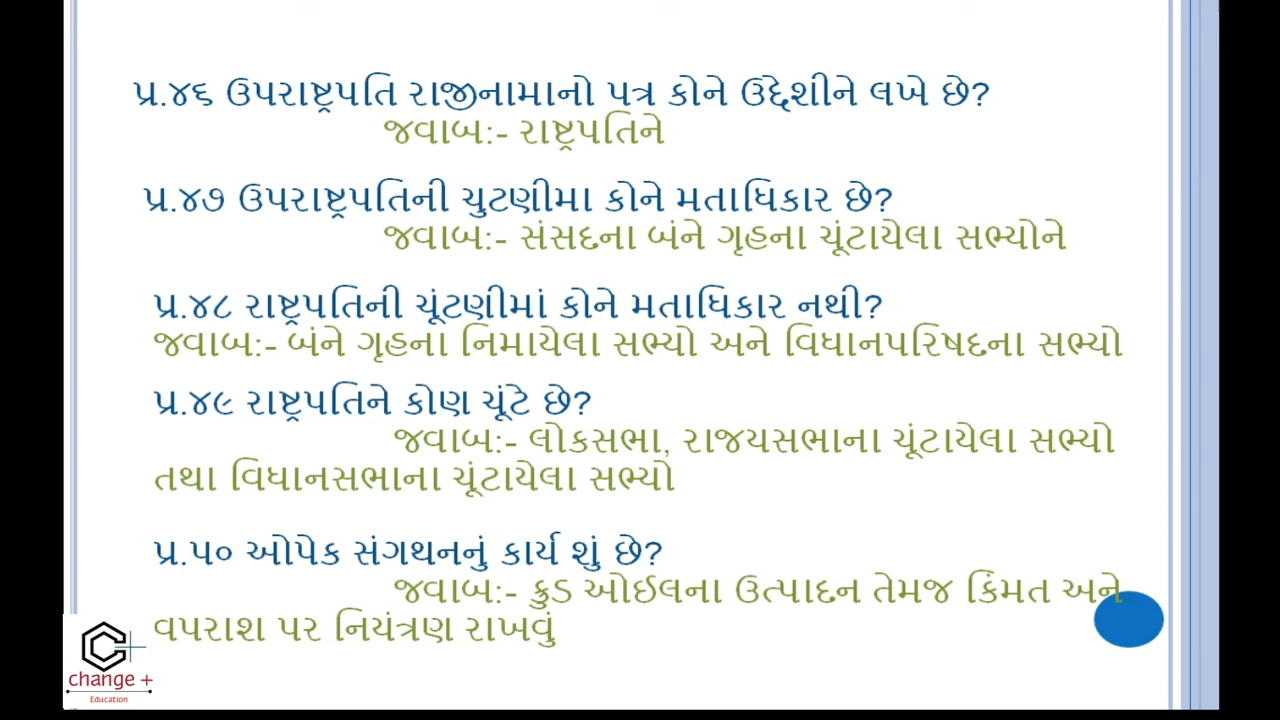 પ્ર.૪૬ ઉપરાષ્ટ્રપતિ રાજીનામાનો પત્ર કોને ઉદ્દેશીને લખે છે?
જવાબ:- રાષ્ટ્રપતિને
પ્ર.૪૭ ઉપરાષ્ટ્રપતિની ચુટણીમા કોને મતાધિકાર છે?
જવાબ:- સંસદના બંને ગૃહના ચૂંટાયેલા સભ્યોને
પ્ર.૪૮ રાષ્ટ્રપતિની ચૂંટણીમાં કોને મતાધિકાર નથી?
જવાબ:- બંને ગૃહના નિમાયેલા સભ્યો અને વિધાનપરિષદના સભ્યો
પ્ર.૪૯ રાષ્ટ્રપતિને કોણ ચૂંટે છે?
જવાબ:- લોકસભા, રાજયસભાના ચૂંટાયેલા સભ્યો
તથા વિધાનસભાના ચૂંટાયેલા સભ્યો
પ્ર.૫૦ ઓપેક સંગથનનું કાર્ય શું છે?
જવાબ:- ક્રુડ ઓઈલના ઉત્પાદન તેમજ કિંમત અને
વપરાશ પર નિયંત્રણ રાખવું
change +
Education